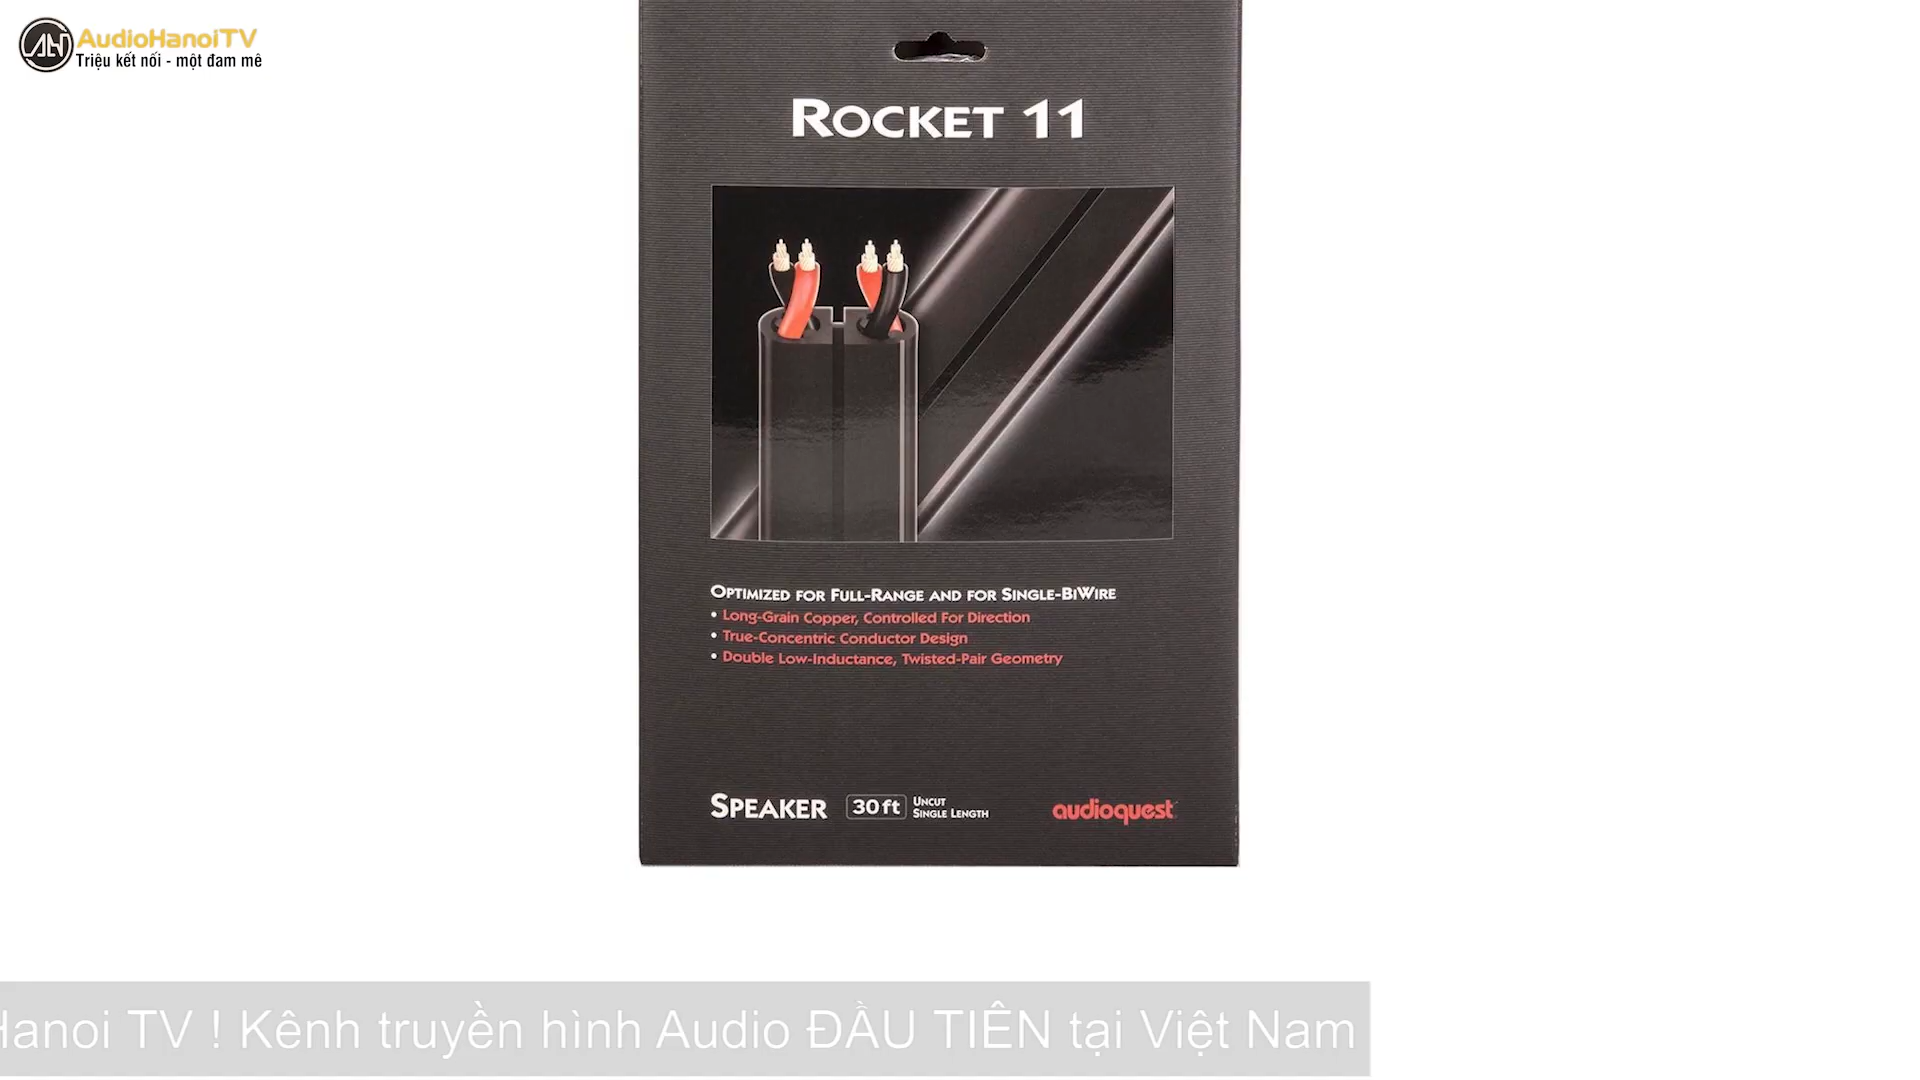 AudioHanoiTV
Triệu kết nối - một đam mê
ROCKET 11
OPTIMIZED FOR FULL-RANGE AND FOR SINGLE-BIWIRE
• Long-Grain Copper, Controlled For Direction
• True-Concentric Conductor Design
• Double Low-Inductance, Twisted-Pair Geometry
SPEAKER
30 ft
UNCUT
SINGLE LENGTH
audioquest
Hanoi TV ! Kênh truyền hình Audio ĐẦU TIÊN tại Việt Nam